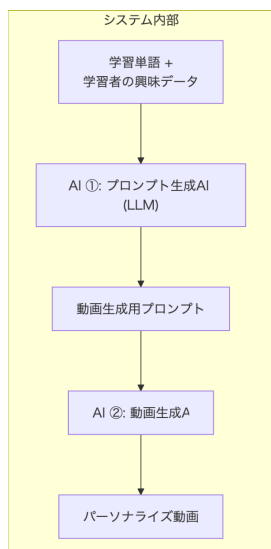 システム内部
学習単語 +
学習者の興味データ
AI ①: プロンプト生成AI
(LLM)
動画生成用プロンプト
AI ②: 動画生成A
パーソナライズ動画